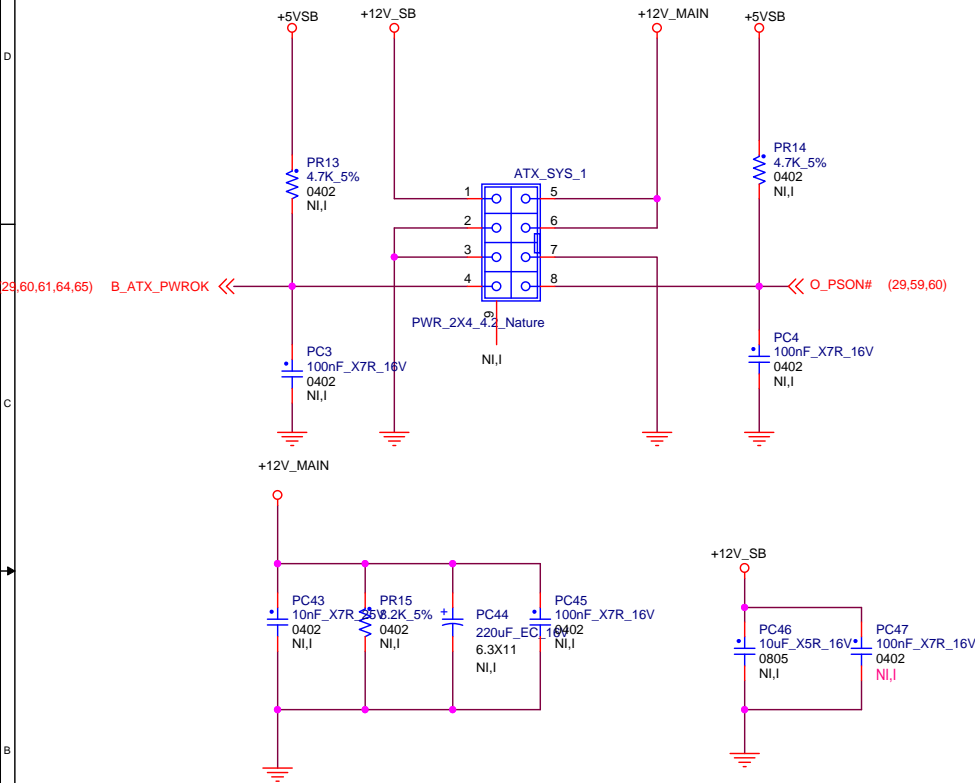 +5VSB
+12V_SB
+12V_MAIN
+5VSB
D
PR13
4.7K_5%
0402
NI,I
ATX_SYS_1
PR14
4.7K_5%
0402
NI,I
1
2
3
4
5
6
7
8
9
29,60,61,64,65)
B_ATX_PWROK
O_PSON#
(29,59,60)
PWR_2X4_4.2_Nature
NI,I
PC3
100nF_X7R_16V
0402
NI,I
PC4
100nF_X7R_16V
0402
NI,I
C
+12V_MAIN
PC43
10nF_X7R_25V
0402
NI,I
PR15
8.2K_5%
0402
NI,I
+
PC44
220uF_EC_16V
6.3X11
NI,I
PC45
100nF_X7R_16V
0402
NI,I
+12V_SB
PC46
10uF_X5R_16V
0805
NI,I
PC47
100nF_X7R_16V
0402
NI,I
B